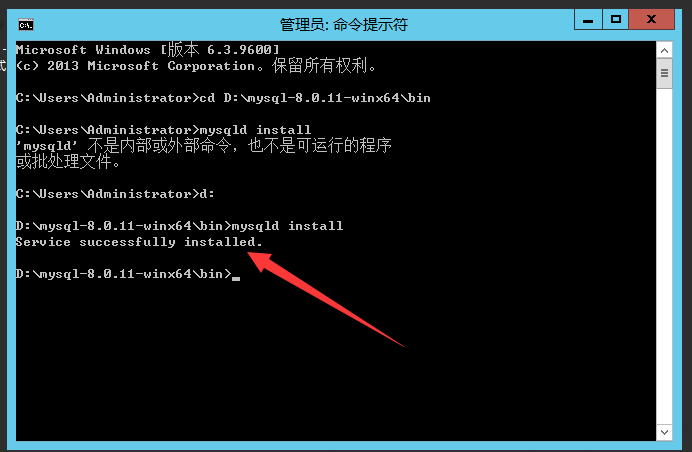 管理员: 命令提示符
Microsoft Windows [版本 6.3.9600]
(c) 2013 Microsoft Corporation。保留所有权利。
C:\Users\Administrator>cd D:\mysql-8.0.11-winx64\bin
C:\Users\Administrator>mysqld install
'mysqld' 不是内部或外部命令，也不是可运行的程序
或批处理文件。
C:\Users\Administrator>d:
D:\mysql-8.0.11-winx64\bin>mysqld install
Service successfully installed.
D:\mysql-8.0.11-winx64\bin>